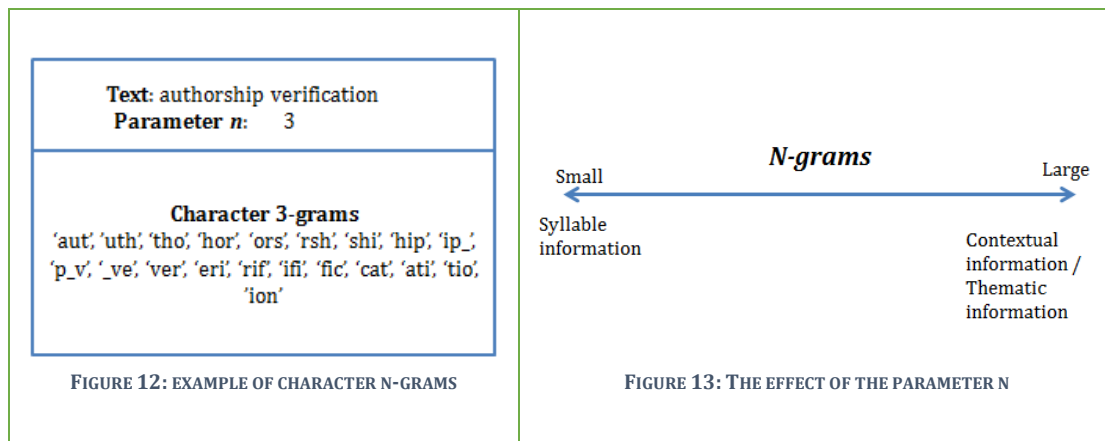 Text: authorship verification
Parameter n: 3
Character 3-grams
‘aut’, ’uth’, ‘tho’, ‘hor’, ‘ors’, ‘rsh’, ‘shi’, ‘hip’, ‘ip_’,
‘p_v’, ‘_ve’, ‘ver’, ‘eri’, ‘rif’, ‘ifi’, ‘fic’, ‘cat’, ‘ati’, ‘tio’,
’ion’
FIGURE 12: EXAMPLE OF CHARACTER N-GRAMS
N-grams
Small
Large
Syllable
information
Contextual
information /
Thematic
information
FIGURE 13: THE EFFECT OF THE PARAMETER N